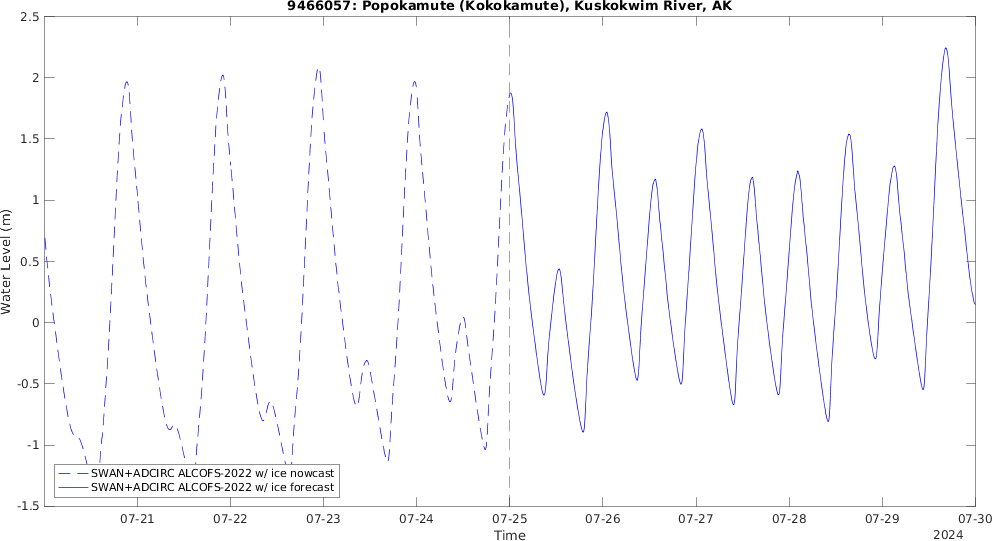 9466057: Popokamute (Kokokamute), Kuskokwim River, AK
2.5
2
1.5
1
0.5
0
-0.5
-1
-1.5
Water Level (m)
SWAN+ADCIRC ALCOFS-2022 w/ ice nowcast
SWAN+ADCIRC ALCOFS-2022 w/ ice forecast
07-21 07-22 07-23 07-24 07-25 07-26 07-27 07-28 07-29 07-30
Time
2024